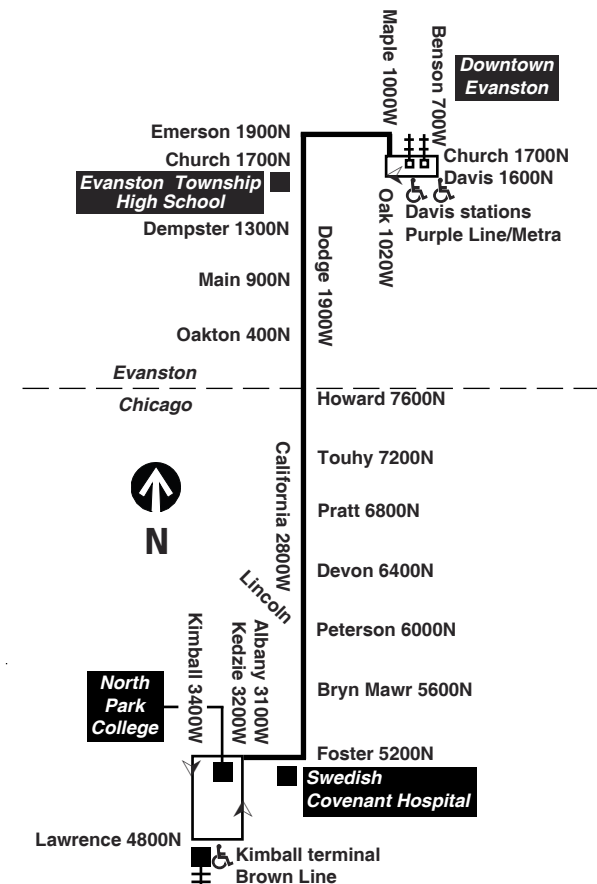 Maple 1000W
Benson 700W
Downtown
Evanston
Emerson 1900N
Church 1700N
Evanston Township
High School
Church 1700N
Davis 1600N
Oak 1020W
Davis stations
Purple Line/Metra
Dempster 1300N
Dodge 1900W
Main 900N
Oakton 400N
Evanston
Chicago
Howard 7600N
California 2800W
Touhy 7200N
Pratt 6800N
N
Devon 6400N
Lincoln
Peterson 6000N
Kimball 3400W
Kedzie 3200W
Albany 3100W
North
Park
College
Bryn Mawr 5600N
Foster 5200N
Swedish
Covenant Hospital
Lawrence 4800N
Kimball terminal
Brown Line